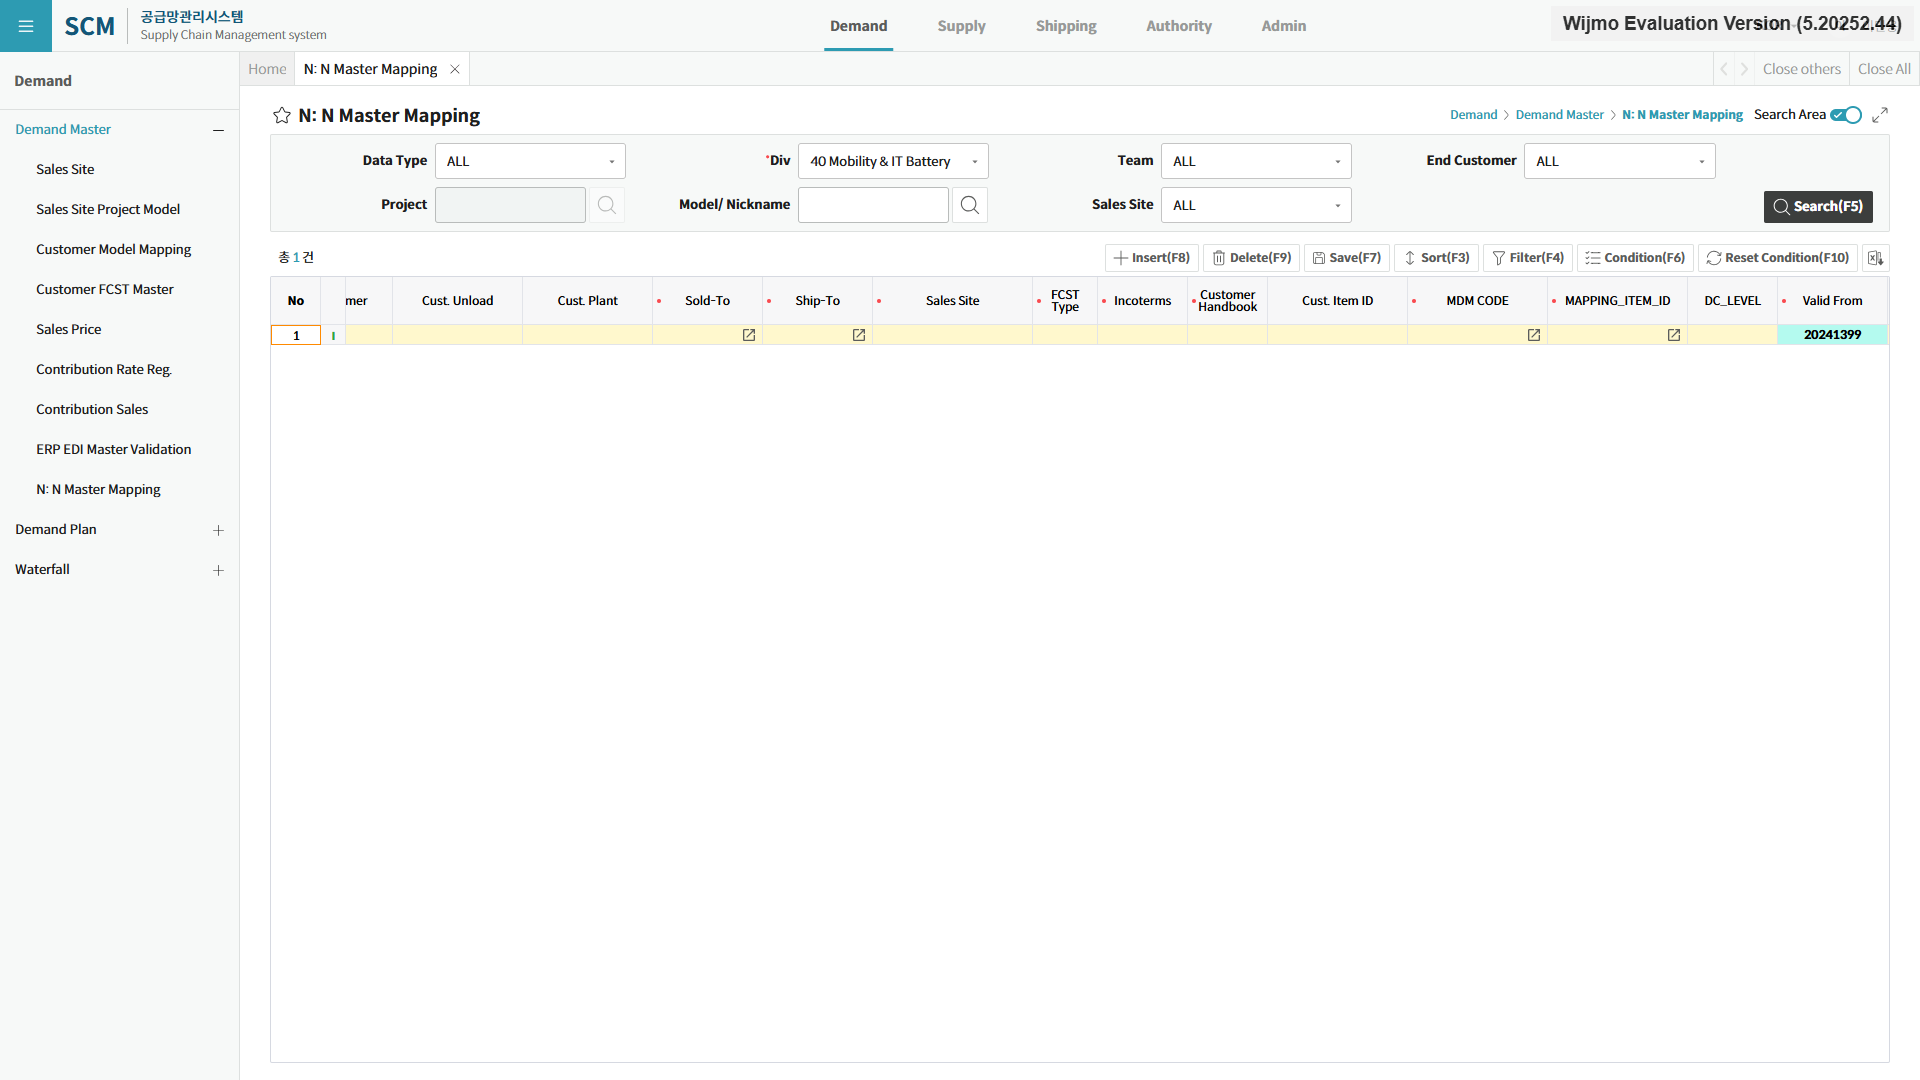 SCM
공급망관리시스템
Supply Chain Management system
Demand
Supply
Shipping
Authority
Admin
Wijmo Evaluation Version (5.20252.44)
Demand
Home
N: N Master Mapping
Close others
Close All
Demand Master
Sales Site
Sales Site Project Model
Customer Model Mapping
Customer FCST Master
Sales Price
Contribution Rate Reg.
Contribution Sales
ERP EDI Master Validation
N: N Master Mapping
Demand Plan
Waterfall
N: N Master Mapping
Demand > Demand Master > N: N Master Mapping
Search Area
Data Type
ALL
*Div
40 Mobility & IT Battery
Team
ALL
End Customer
ALL
Project
Model/ Nickname
Sales Site
ALL
Search(F5)
총 1 건
Insert(F8)
Delete(F9)
Save(F7)
Sort(F3)
Filter(F4)
Condition(F6)
Reset Condition(F10)
No
mer
Cust. Unload
Cust. Plant
Sold-To
Ship-To
Sales Site
FCST
Type
Incoterms
Customer
Handbook
Cust. Item ID
MDM CODE
MAPPING_ITEM_ID
DC_LEVEL
Valid From
1
I
20241399